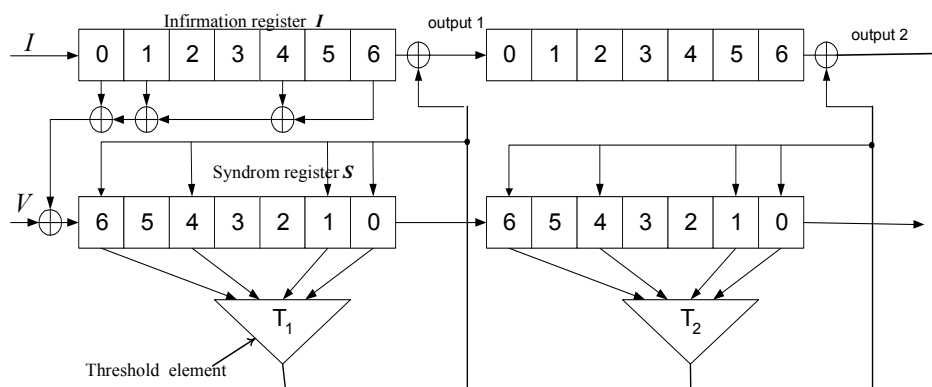 Infirmation register I
output 1
output 2
I
0 1 2 3 4 5 6
0 1 2 3 4 5 6
Syndrom register S
V
6 5 4 3 2 1 0
6 5 4 3 2 1 0
T1
T2
Threshold element